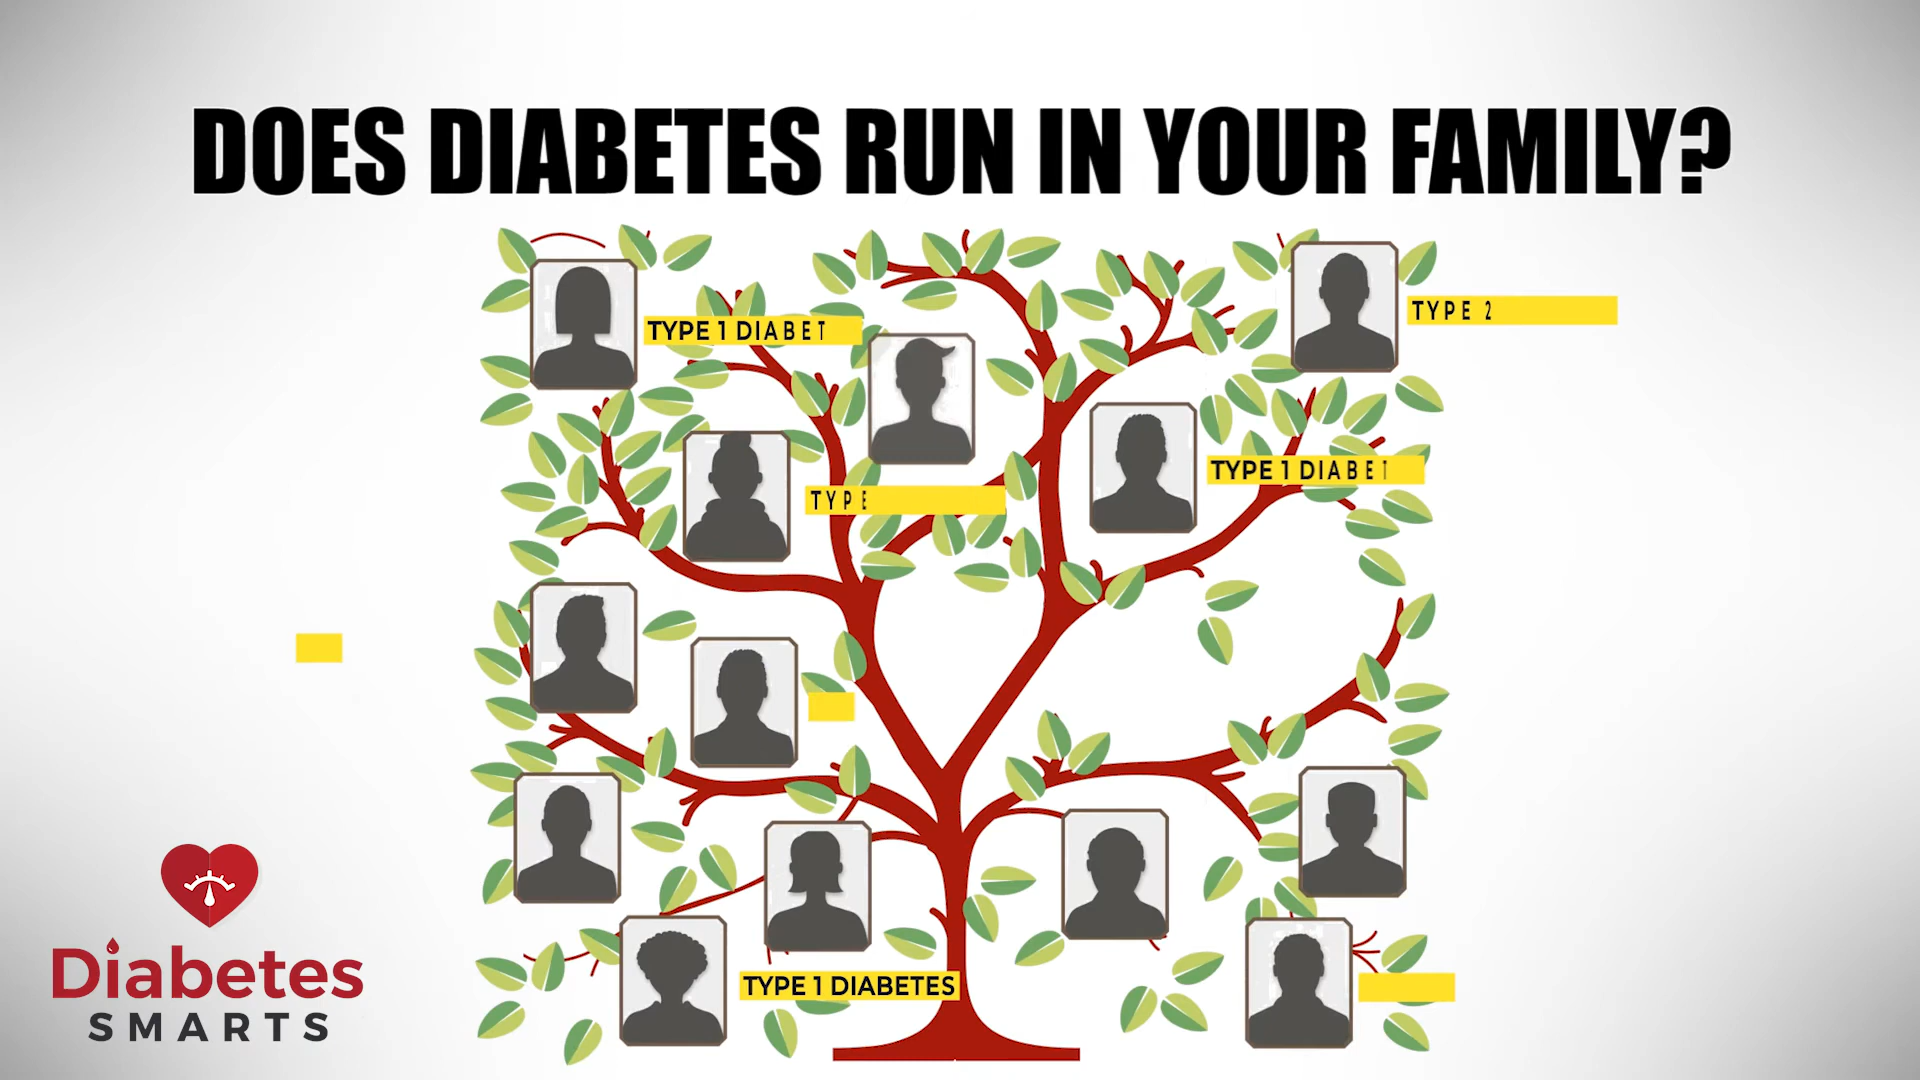 DOES DIABETES RUN IN YOUR FAMILY?
TYPE 2
TYPE 1 DIABET
TYPE 1 DIABET
TYPE
TYPE 1 DIABETES
Diabetes
SMARTS